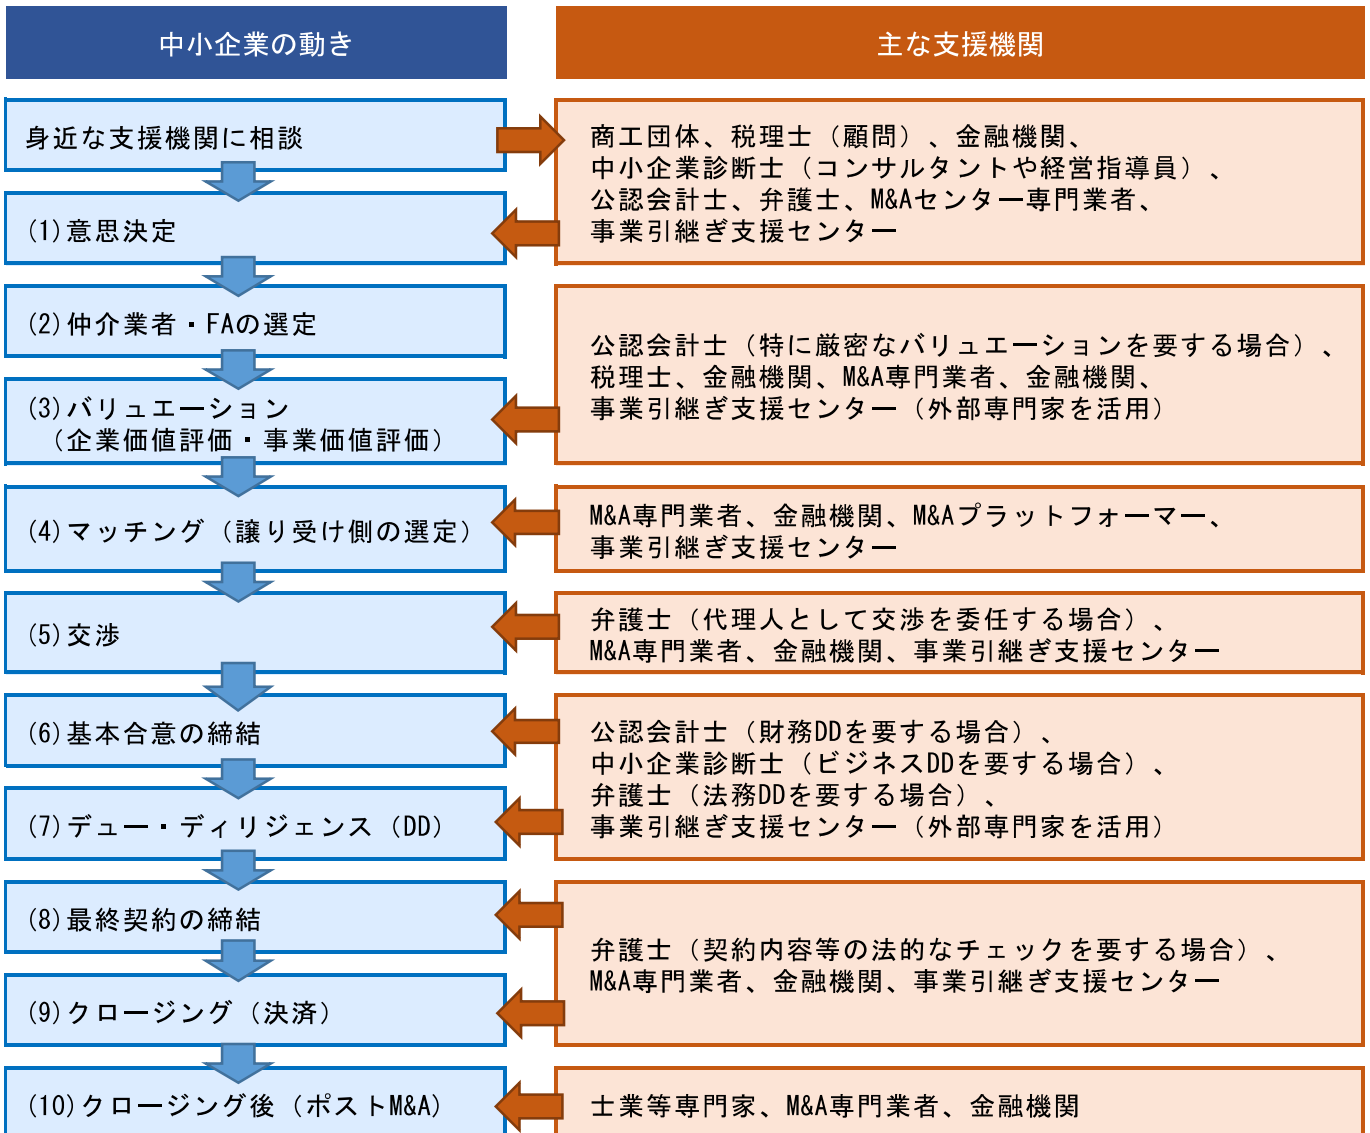 中小企業の動き
主な支援機関
身近な支援機関に相談
(1)意思決定
商工団体、税理士（顧問）、金融機関、
中小企業診断士（コンサルタントや経営指導員）、
公認会計士、弁護士、M&Aセンター専門業者、
事業引継ぎ支援センター
(2)仲介業者・FAの選定
(3)バリュエーション
（企業価値評価・事業価値評価）
公認会計士（特に厳密なバリュエーションを要する場合）、
税理士、金融機関、M&A専門業者、金融機関、
事業引継ぎ支援センター（外部専門家を活用）
(4)マッチング（譲り受け側の選定）
M&A専門業者、金融機関、M&Aプラットフォーマー、
事業引継ぎ支援センター
(5)交渉
弁護士（代理人として交渉を委任する場合）、
M&A専門業者、金融機関、事業引継ぎ支援センター
(6)基本合意の締結
(7)デュー・ディリジェンス（DD）
公認会計士（財務DDを要する場合）、
中小企業診断士（ビジネスDDを要する場合）、
弁護士（法務DDを要する場合）、
事業引継ぎ支援センター（外部専門家を活用）
(8)最終契約の締結
(9)クロージング（決済）
弁護士（契約内容等の法的なチェックを要する場合）、
M&A専門業者、金融機関、事業引継ぎ支援センター
(10)クロージング後（ポストM&A）
士業等専門家、M&A専門業者、金融機関